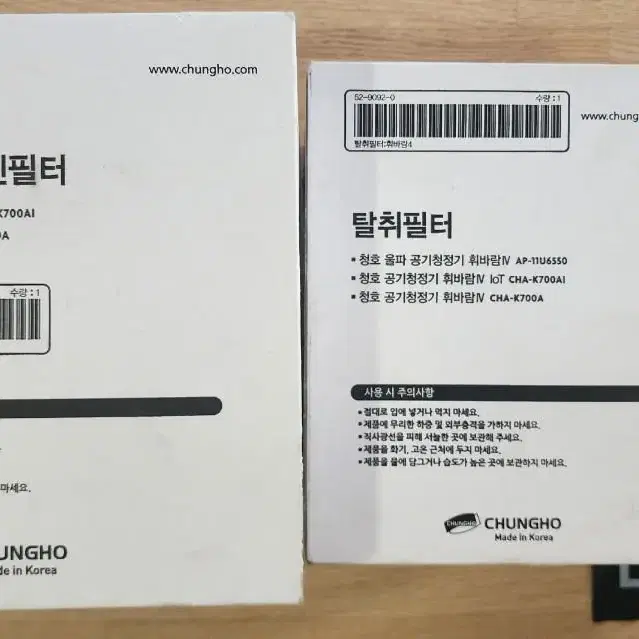 www.chungho.com
필터
K700AI
수량 : 1
마세요.
UNGHO
de in Korea
52-9092-0
수량 : 1
탈취필터:휘바람4
www.chung
탈취필터
▪ 청호 울파 공기청정기 휘바람Ⅳ AP-11U6550
▪ 청호 공기청정기 휘바람Ⅳ IoT CHA-K700AI
▪ 청호 공기청정기 휘바람Ⅳ CHA-K700A
사용 시 주의사항
• 절대로 입에 넣거나 먹지 마세요.
• 제품에 무리한 하중 및 외부충격을 가하지 마세요.
• 직사광선을 피해 서늘한 곳에 보관해 주세요.
• 제품을 화기, 고온 근처에 두지 마세요.
• 제품을 물에 담그거나 습도가 높은 곳에 보관하지 마세요.
CHUNGHO CHUNGHO
Made in Korea